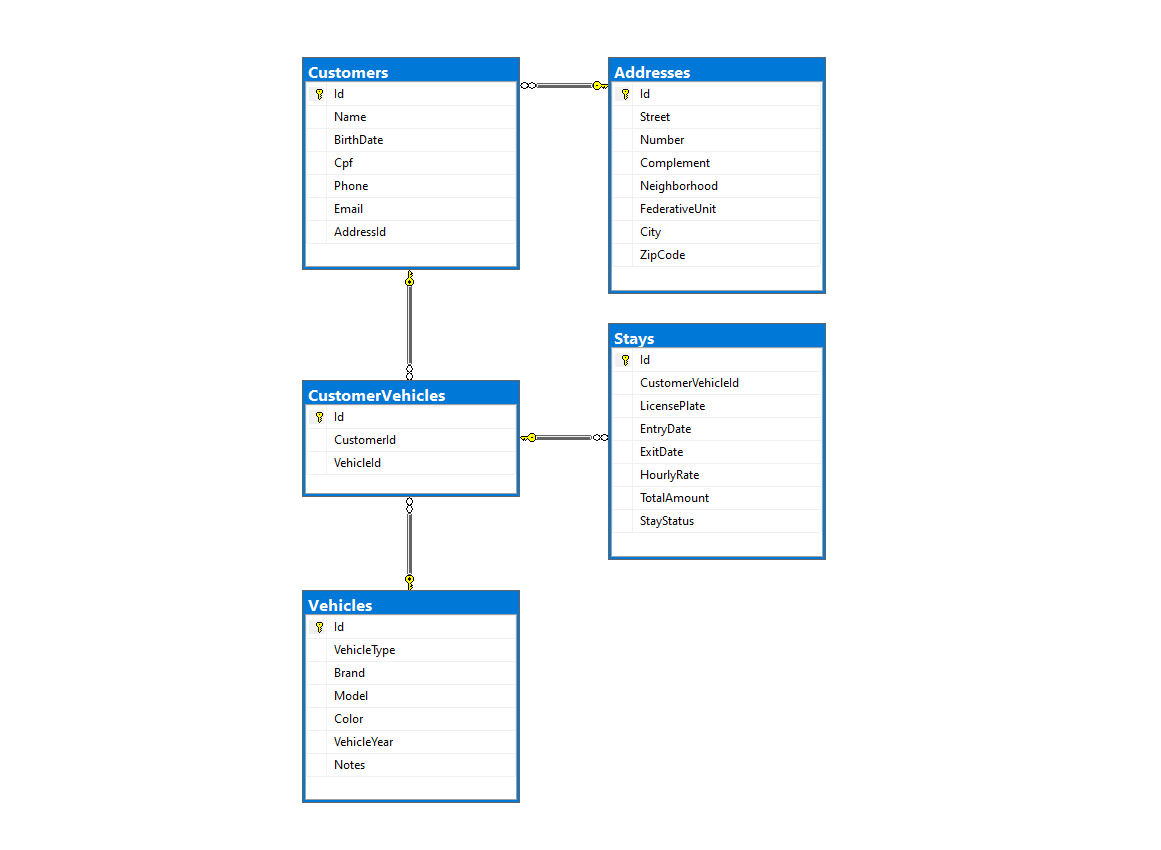 Customers
Id
Name
BirthDate
Cpf
Phone
Email
AddressId
Addresses
Id
Street
Number
Complement
Neighborhood
FederativeUnit
City
ZipCode
CustomerVehicles
Id
CustomerId
VehicleId
Stays
Id
CustomerVehicleId
LicensePlate
EntryDate
ExitDate
HourlyRate
TotalAmount
StayStatus
Vehicles
Id
VehicleType
Brand
Model
Color
VehicleYear
Notes